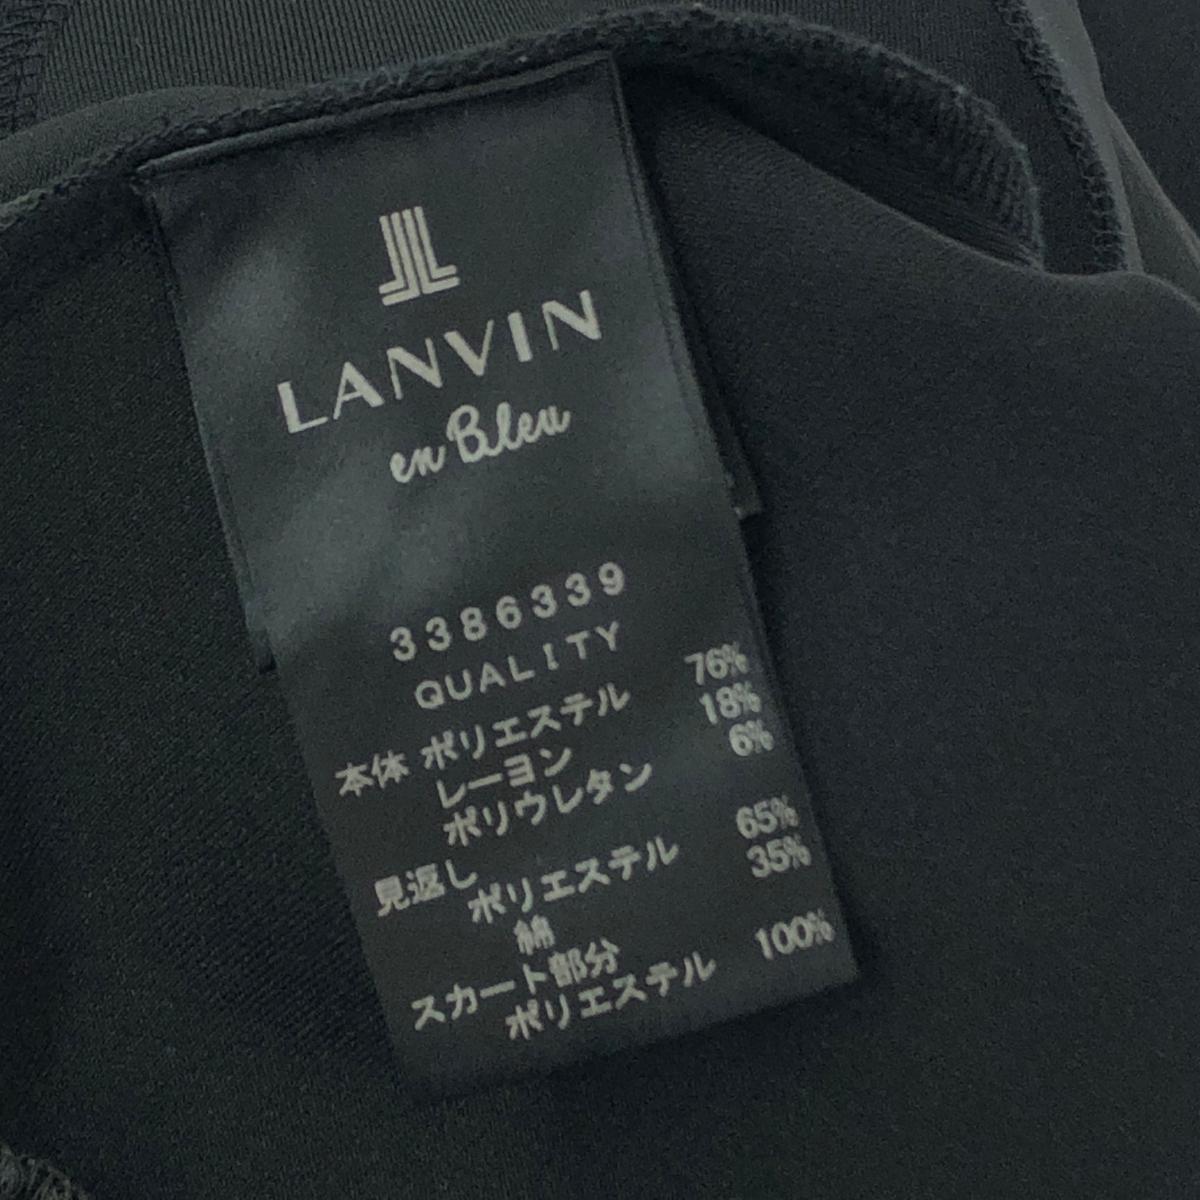 LANVIN
en Bleu
3386339
QUALITY
本体 ポリエステル 76%
レーヨン 18%
ポリウレタン 6%
見返し
ポリエステル 65%
綿 35%
スカート部分
ポリエステル 100%